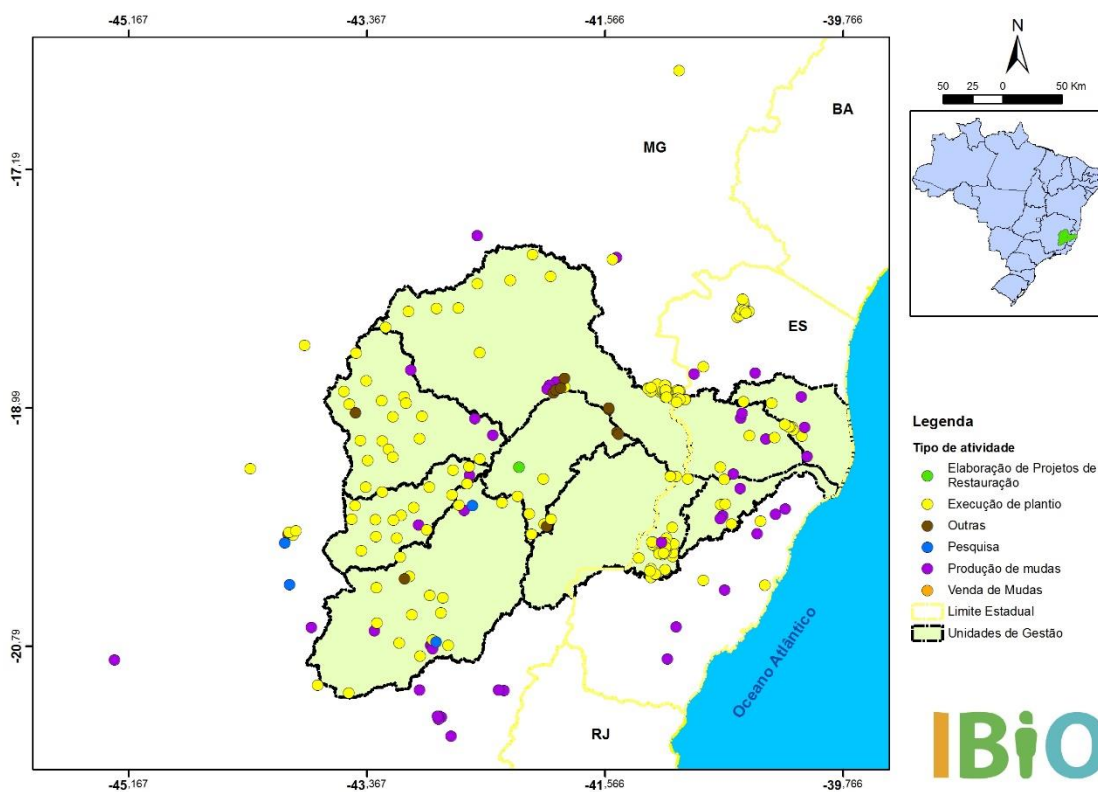 -45.167 -43.367 -41.566 -39.766
N
50 25 0 50 Km
BA
MG
-17.19
ES
-18.99
-20.79
Oceano Atlântico
RJ
-45.167 -43.367 -41.566 -39.766
Legenda
Tipo de atividade
Elaboração de Projetos de
Restauração
Execução de plantio
Outras
Pesquisa
Produção de mudas
Venda de Mudas
Limite Estadual
Unidades de Gestão
IBiO